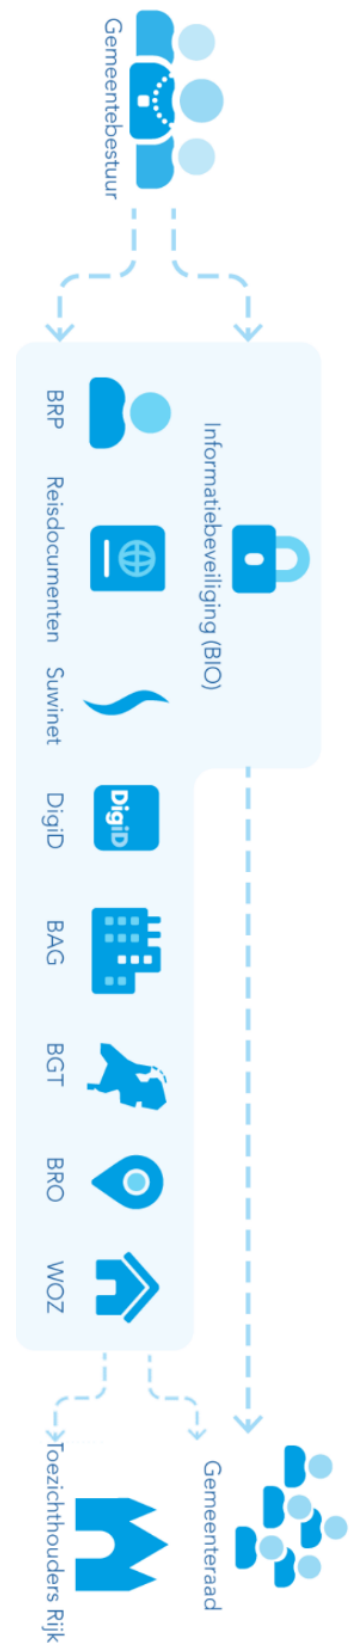 Gemeentebestuur
Informatiebeveiliging (BIO)
BRP
Reisdocumenten
Suwinet
DigiD
DigiD
BAG
BGT
BRO
WOZ
Gemeenteraad
Toezichthouders Rijk